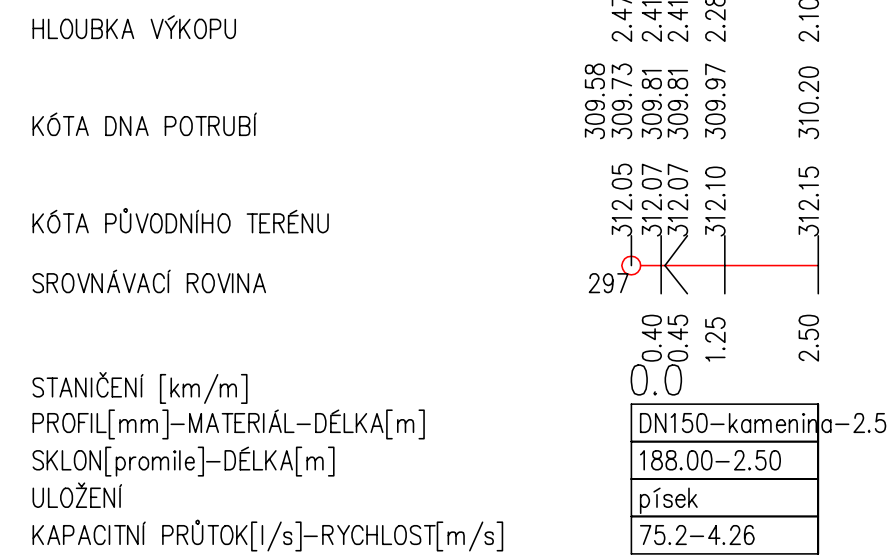 HLOUBKA VÝKOPU 2.47 2.41 2.41 2.28 2.10
KÓTA DNA POTRUBÍ 309.58 309.73 309.81 309.81 309.97 310.20
KÓTA PŮVODNÍHO TERÉNU 312.05 312.07 312.07 312.10 312.15
SROVNÁVACÍ ROVINA 297
0.40 0.45 1.25 2.50
STANIČENÍ [km/m] 0.0
PROFIL[mm]–MATERIÁL–DÉLKA[m] DN150–kamenina–2.5
SKLON[promile]–DÉLKA[m] 188.00–2.50
ULOŽENÍ písek
KAPACITNÍ PRŮTOK[l/s]–RYCHLOST[m/s] 75.2–4.26